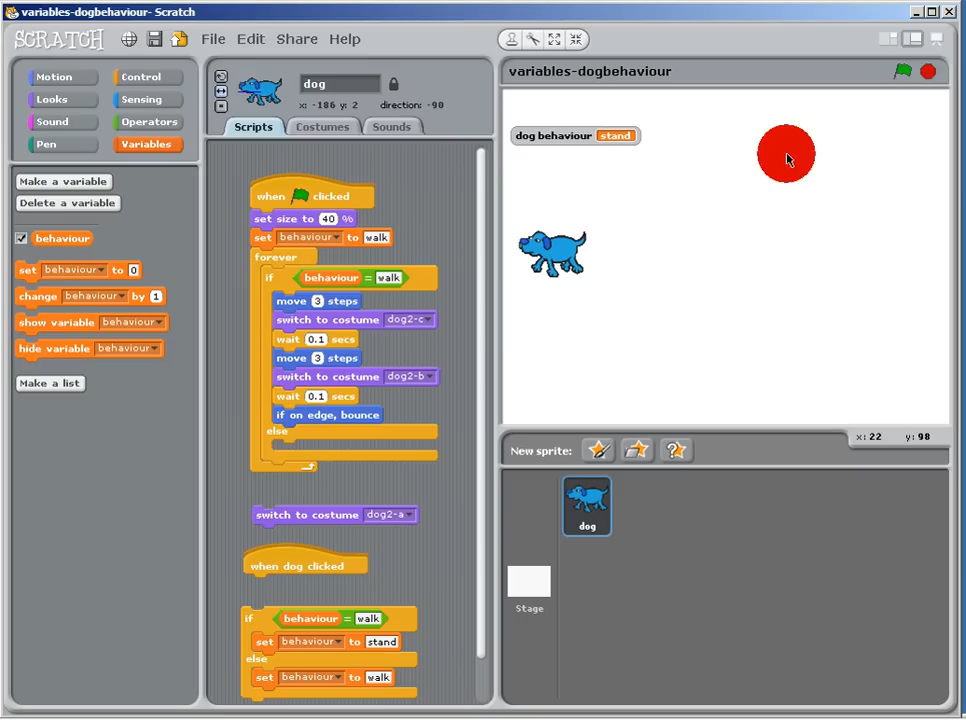 variables-dogbehaviour- Scratch
SCRATCH File Edit Share Help
Motion Control
Looks Sensing
Sound Operators
Pen Variables
Make a variable
Delete a variable
behaviour
set behaviour to 0
change behaviour by 1
show variable behaviour
hide variable behaviour
Make a list
dog
x: -186 y: 2 direction: -90
Scripts Costumes Sounds
when clicked
set size to 40 %
set behaviour to walk
forever
if behaviour = walk
move 3 steps
switch to costume dog2-c
wait 0.1 secs
move 3 steps
switch to costume dog2-b
wait 0.1 secs
if on edge, bounce
else
switch to costume dog2-a
when dog clicked
if behaviour = walk
set behaviour to stand
else
set behaviour to walk
variables-dogbehaviour
dog behaviour stand
x: 22 y: 98
New sprite:
dog
Stage